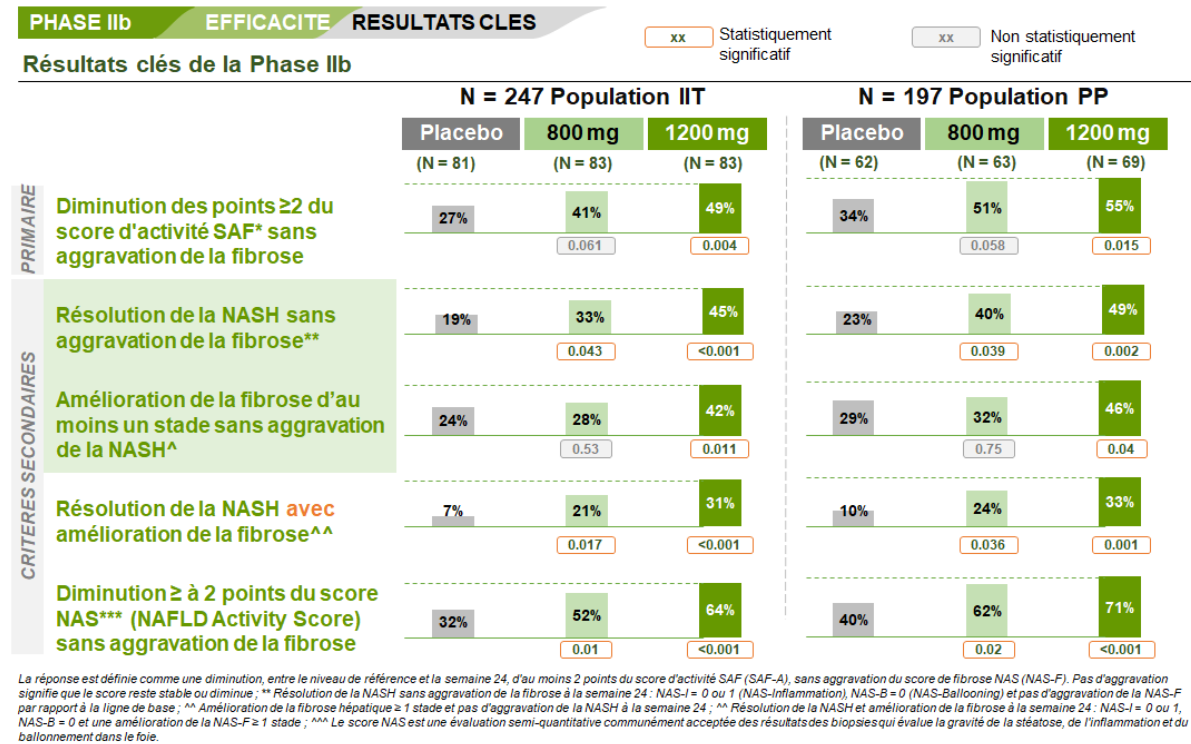 PHASE IIb EFFICACITE RESULTATS CLES
xx Statistiquement significatif
xx Non statistiquement significatif
Résultats clés de la Phase IIb
N = 247 Population IIT
N = 197 Population PP
Placebo 800 mg 1200 mg Placebo 800 mg 1200 mg
(N = 81) (N = 83) (N = 83) (N = 62) (N = 63) (N = 69)
PRIMAIRE
Diminution des points ≥2 du
score d'activité SAF* sans
aggravation de la fibrose
27% 41% 49% 34% 51% 55%
0.061 0.004 0.058 0.015
CRITERES SECONDAIRES
Résolution de la NASH sans
aggravation de la fibrose**
19% 33% 45% 23% 40% 49%
0.043 <0.001 0.039 0.002
Amélioration de la fibrose d’au
moins un stade sans aggravation
de la NASH^
24% 28% 42% 29% 32% 46%
0.53 0.011 0.75 0.04
Résolution de la NASH avec
amélioration de la fibrose^^
7% 21% 31% 10% 24% 33%
0.017 <0.001 0.036 0.001
Diminution ≥ à 2 points du score
NAS*** (NAFLD Activity Score)
sans aggravation de la fibrose
32% 52% 64% 40% 62% 71%
0.01 <0.001 0.02 <0.001
La réponse est définie comme une diminution, entre le niveau de référence et la semaine 24, d'au moins 2 points du score d'activité SAF (SAF-A), sans aggravation du score de fibrose NAS (NAS-F). Pas d'aggravation
signifie que le score reste stable ou diminue ; ** Résolution de la NASH sans aggravation de la fibrose à la semaine 24 : NAS-I = 0 ou 1 (NAS-Inflammation), NAS-B = 0 (NAS-Ballooning) et pas d'aggravation de la NAS-F
par rapport à la ligne de base ; ^^ Amélioration de la fibrose hépatique ≥ 1 stade et pas d'aggravation de la NASH à la semaine 24 ; ^^ Résolution de la NASH et amélioration de la fibrose à la semaine 24 : NAS-I = 0 ou 1,
NAS-B = 0 et une amélioration de la NAS-F ≥ 1 stade ; ^^^ Le score NAS est une évaluation semi-quantitative communément acceptée des résultats des biopsies qui évalue la gravité de la stéatose, de l'inflammation et du
ballonnement dans le foie.